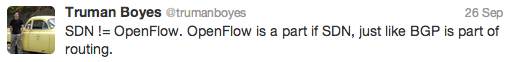 Truman Boyes @trumanboyes 26 Sep
SDN != OpenFlow. OpenFlow is a part if SDN, just like BGP is part of
routing.